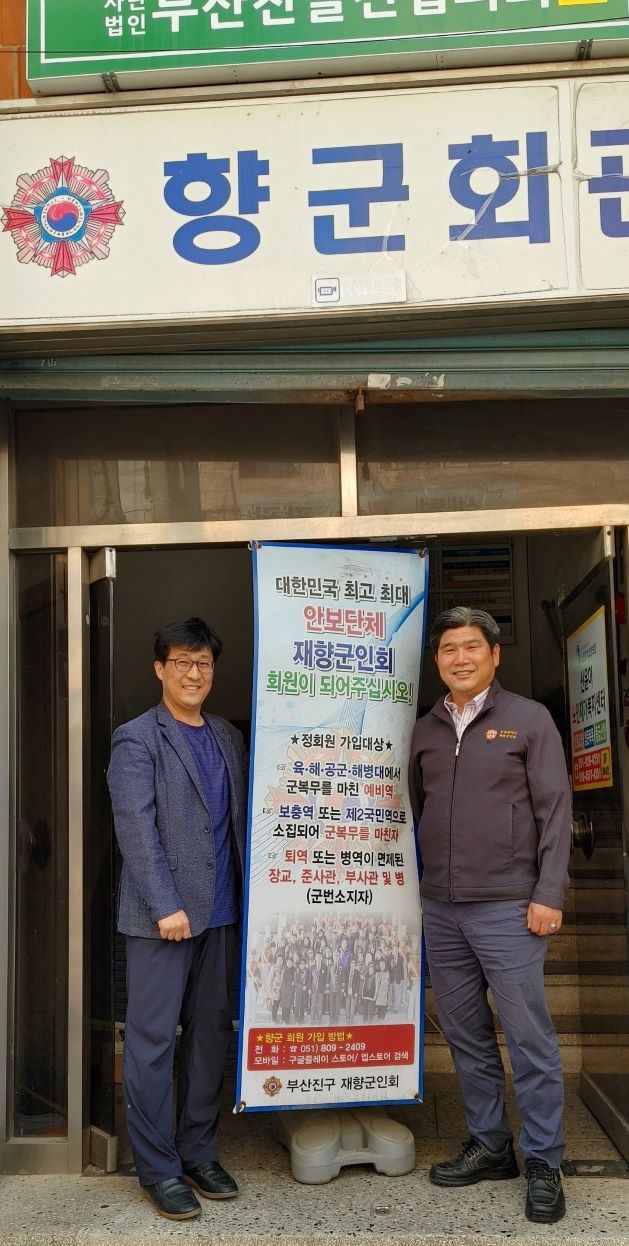 사단
법인
향군회
대한민국 최고 최대
안보단체
재향군인회
회원이 되어주십시오!
★정회원 가입대상★
☞ 육·해·공군·해병대에서
군복무를 마친 예비역
☞ 보충역 또는 제2국민역으로
소집되어 군복무를 마친자
☞ 퇴역 또는 병역이 면제된
장교, 준사관, 부사관 및 병
(군번소지자)
★향군 회원 가입 방법★
전 화 : ☎ 051) 809 - 2409
모바일 : 구글플레이 스토어/ 앱스토어 검색
부산진구 재향군인회